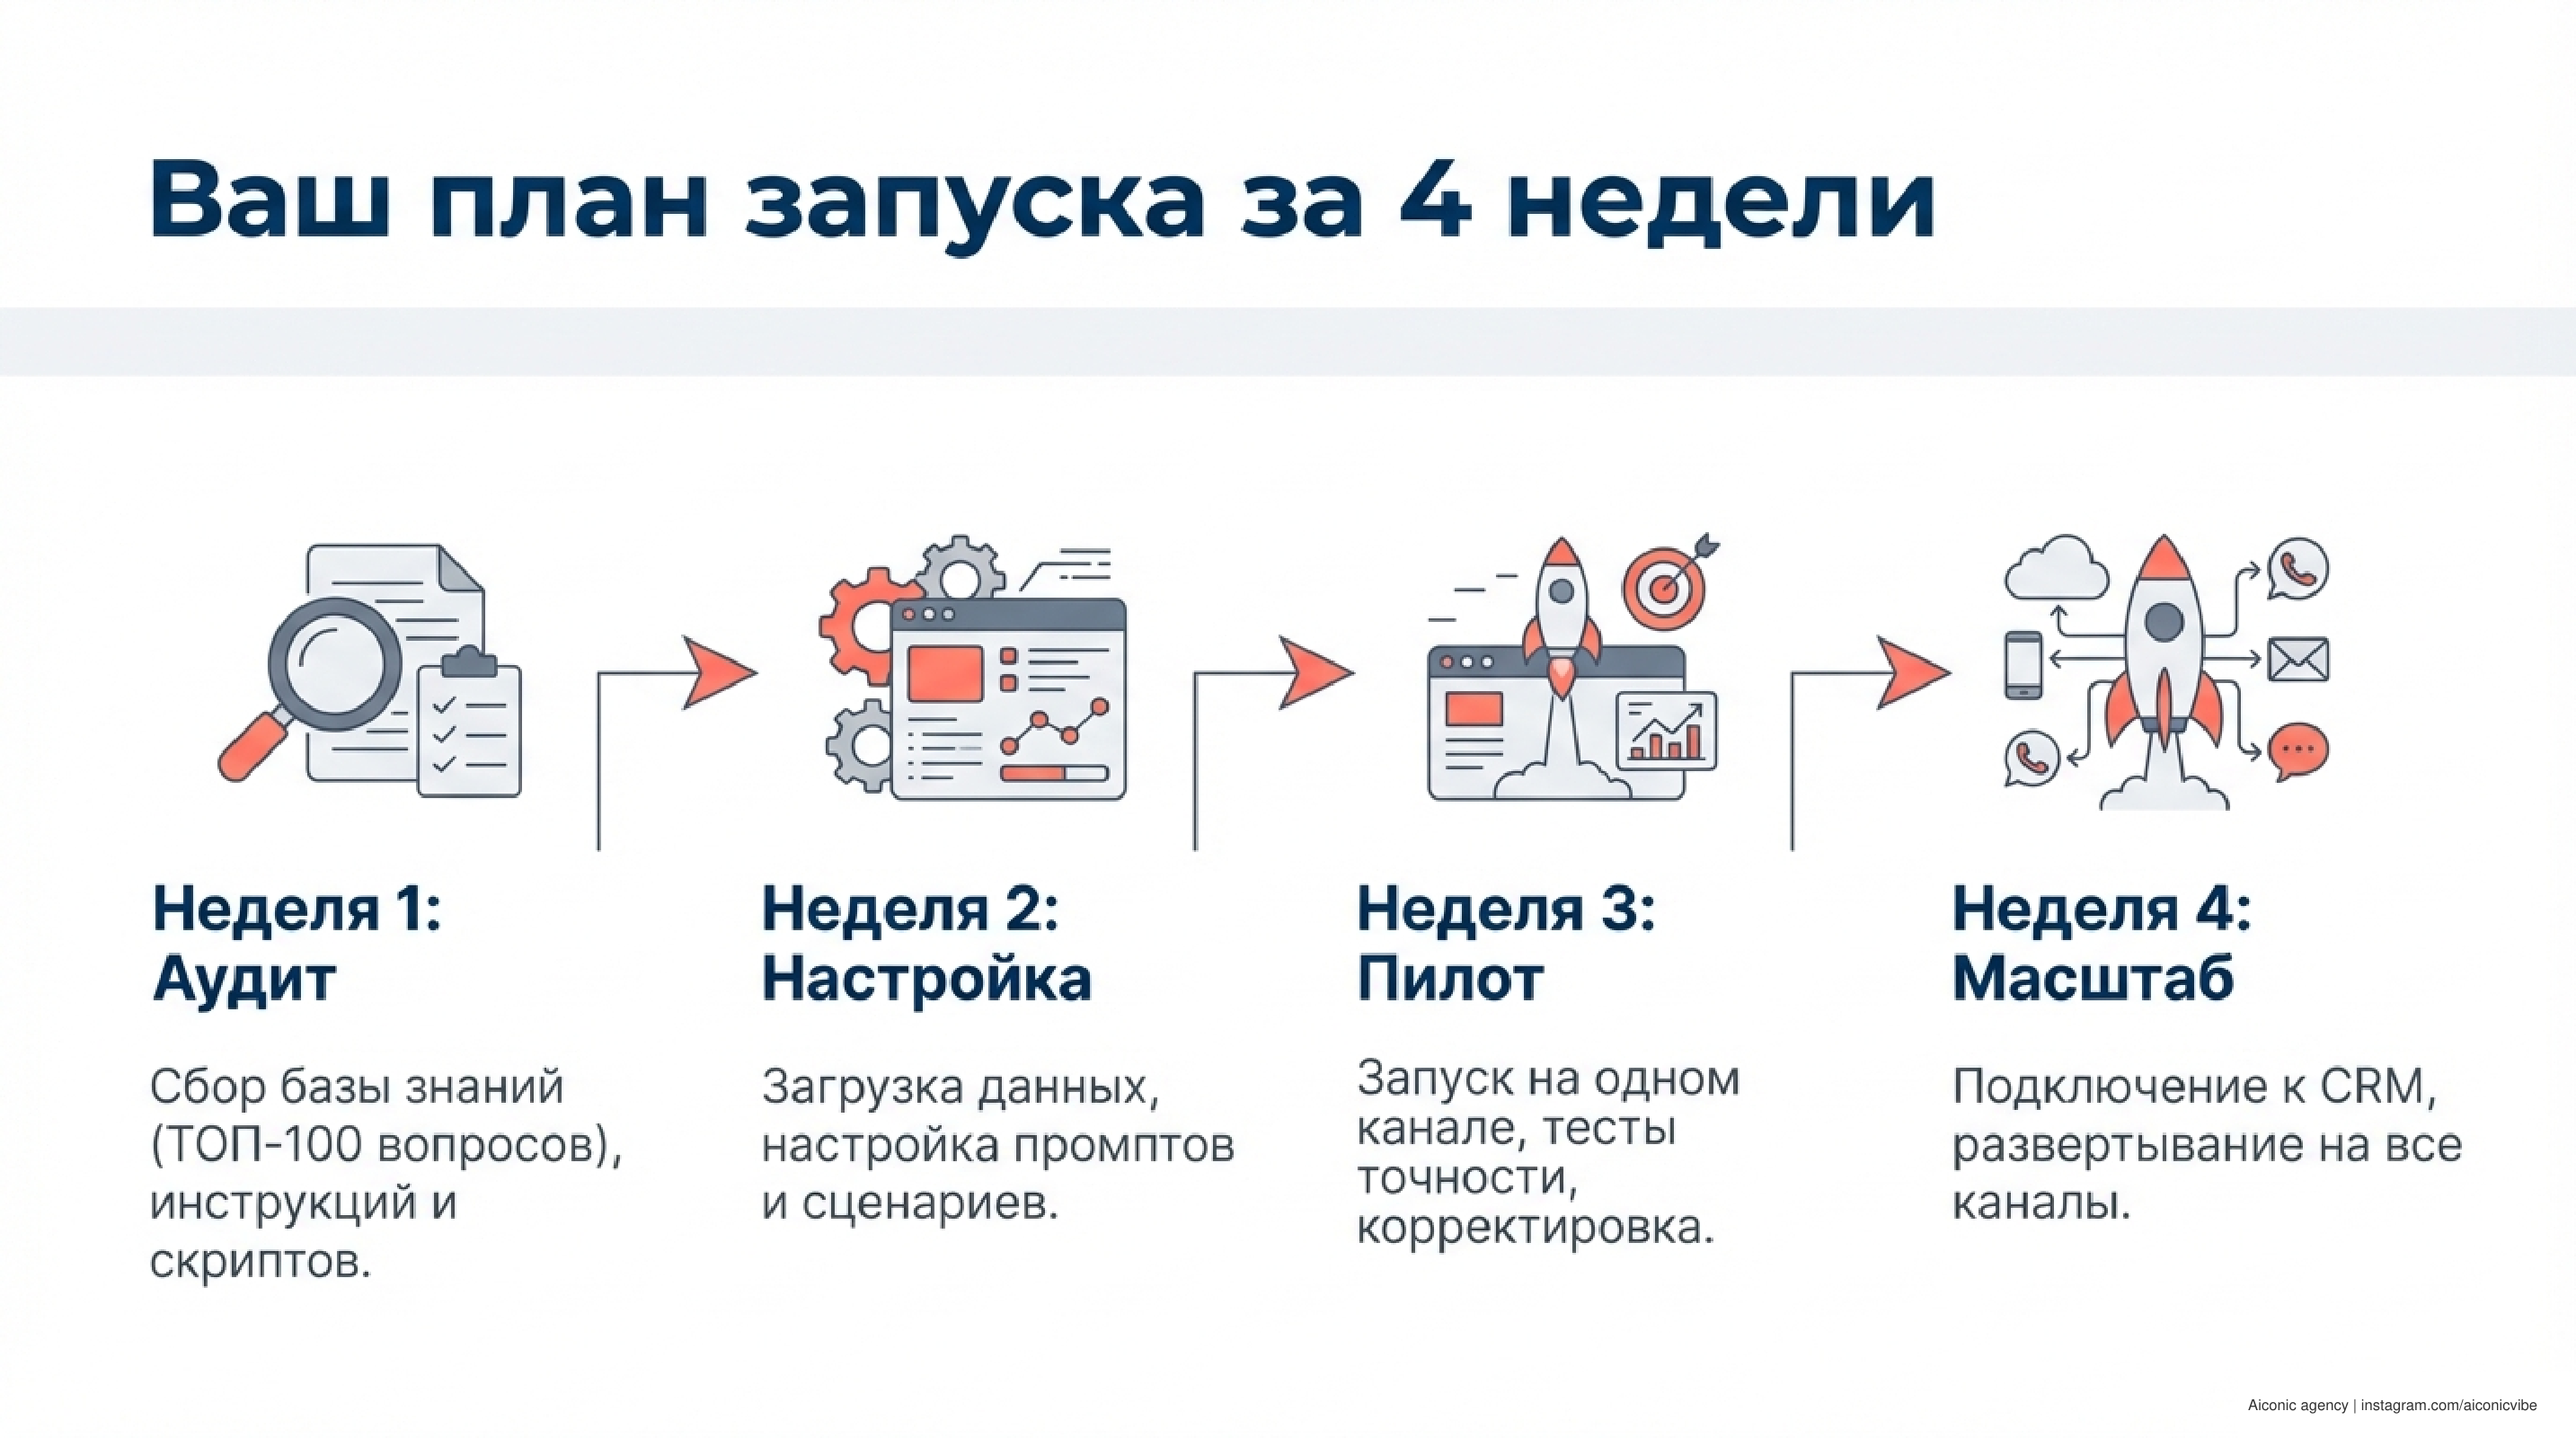 Ваш план запуска за 4 недели
Неделя 1:
Аудит
Сбор базы знаний
(ТОП-100 вопросов),
инструкций и
скриптов.
Неделя 2:
Настройка
Загрузка данных,
настройка промптов
и сценариев.
Неделя 3:
Пилот
Запуск на одном
канале, тесты
точности,
корректировка.
Неделя 4:
Масштаб
Подключение к CRM,
развертывание на все
каналы.
Aiconic agency | instagram.com/aiconicvibe